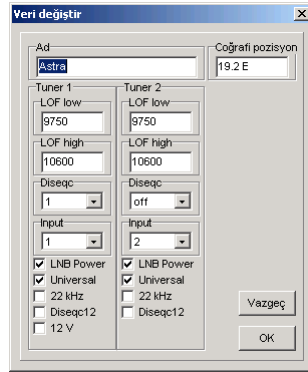 Veri değiştir
Ad
Coğrafi pozisyon
Astra
19.2 E
Tuner 1
Tuner 2
LOF low
LOF low
9750
9750
LOF high
LOF high
10600
10600
Diseqc
Diseqc
1
off
Input
Input
1
2
LNB Power
LNB Power
Universal
Universal
22 kHz
22 kHz
Diseqc12
Diseqc12
12 V
Vazgeç
OK